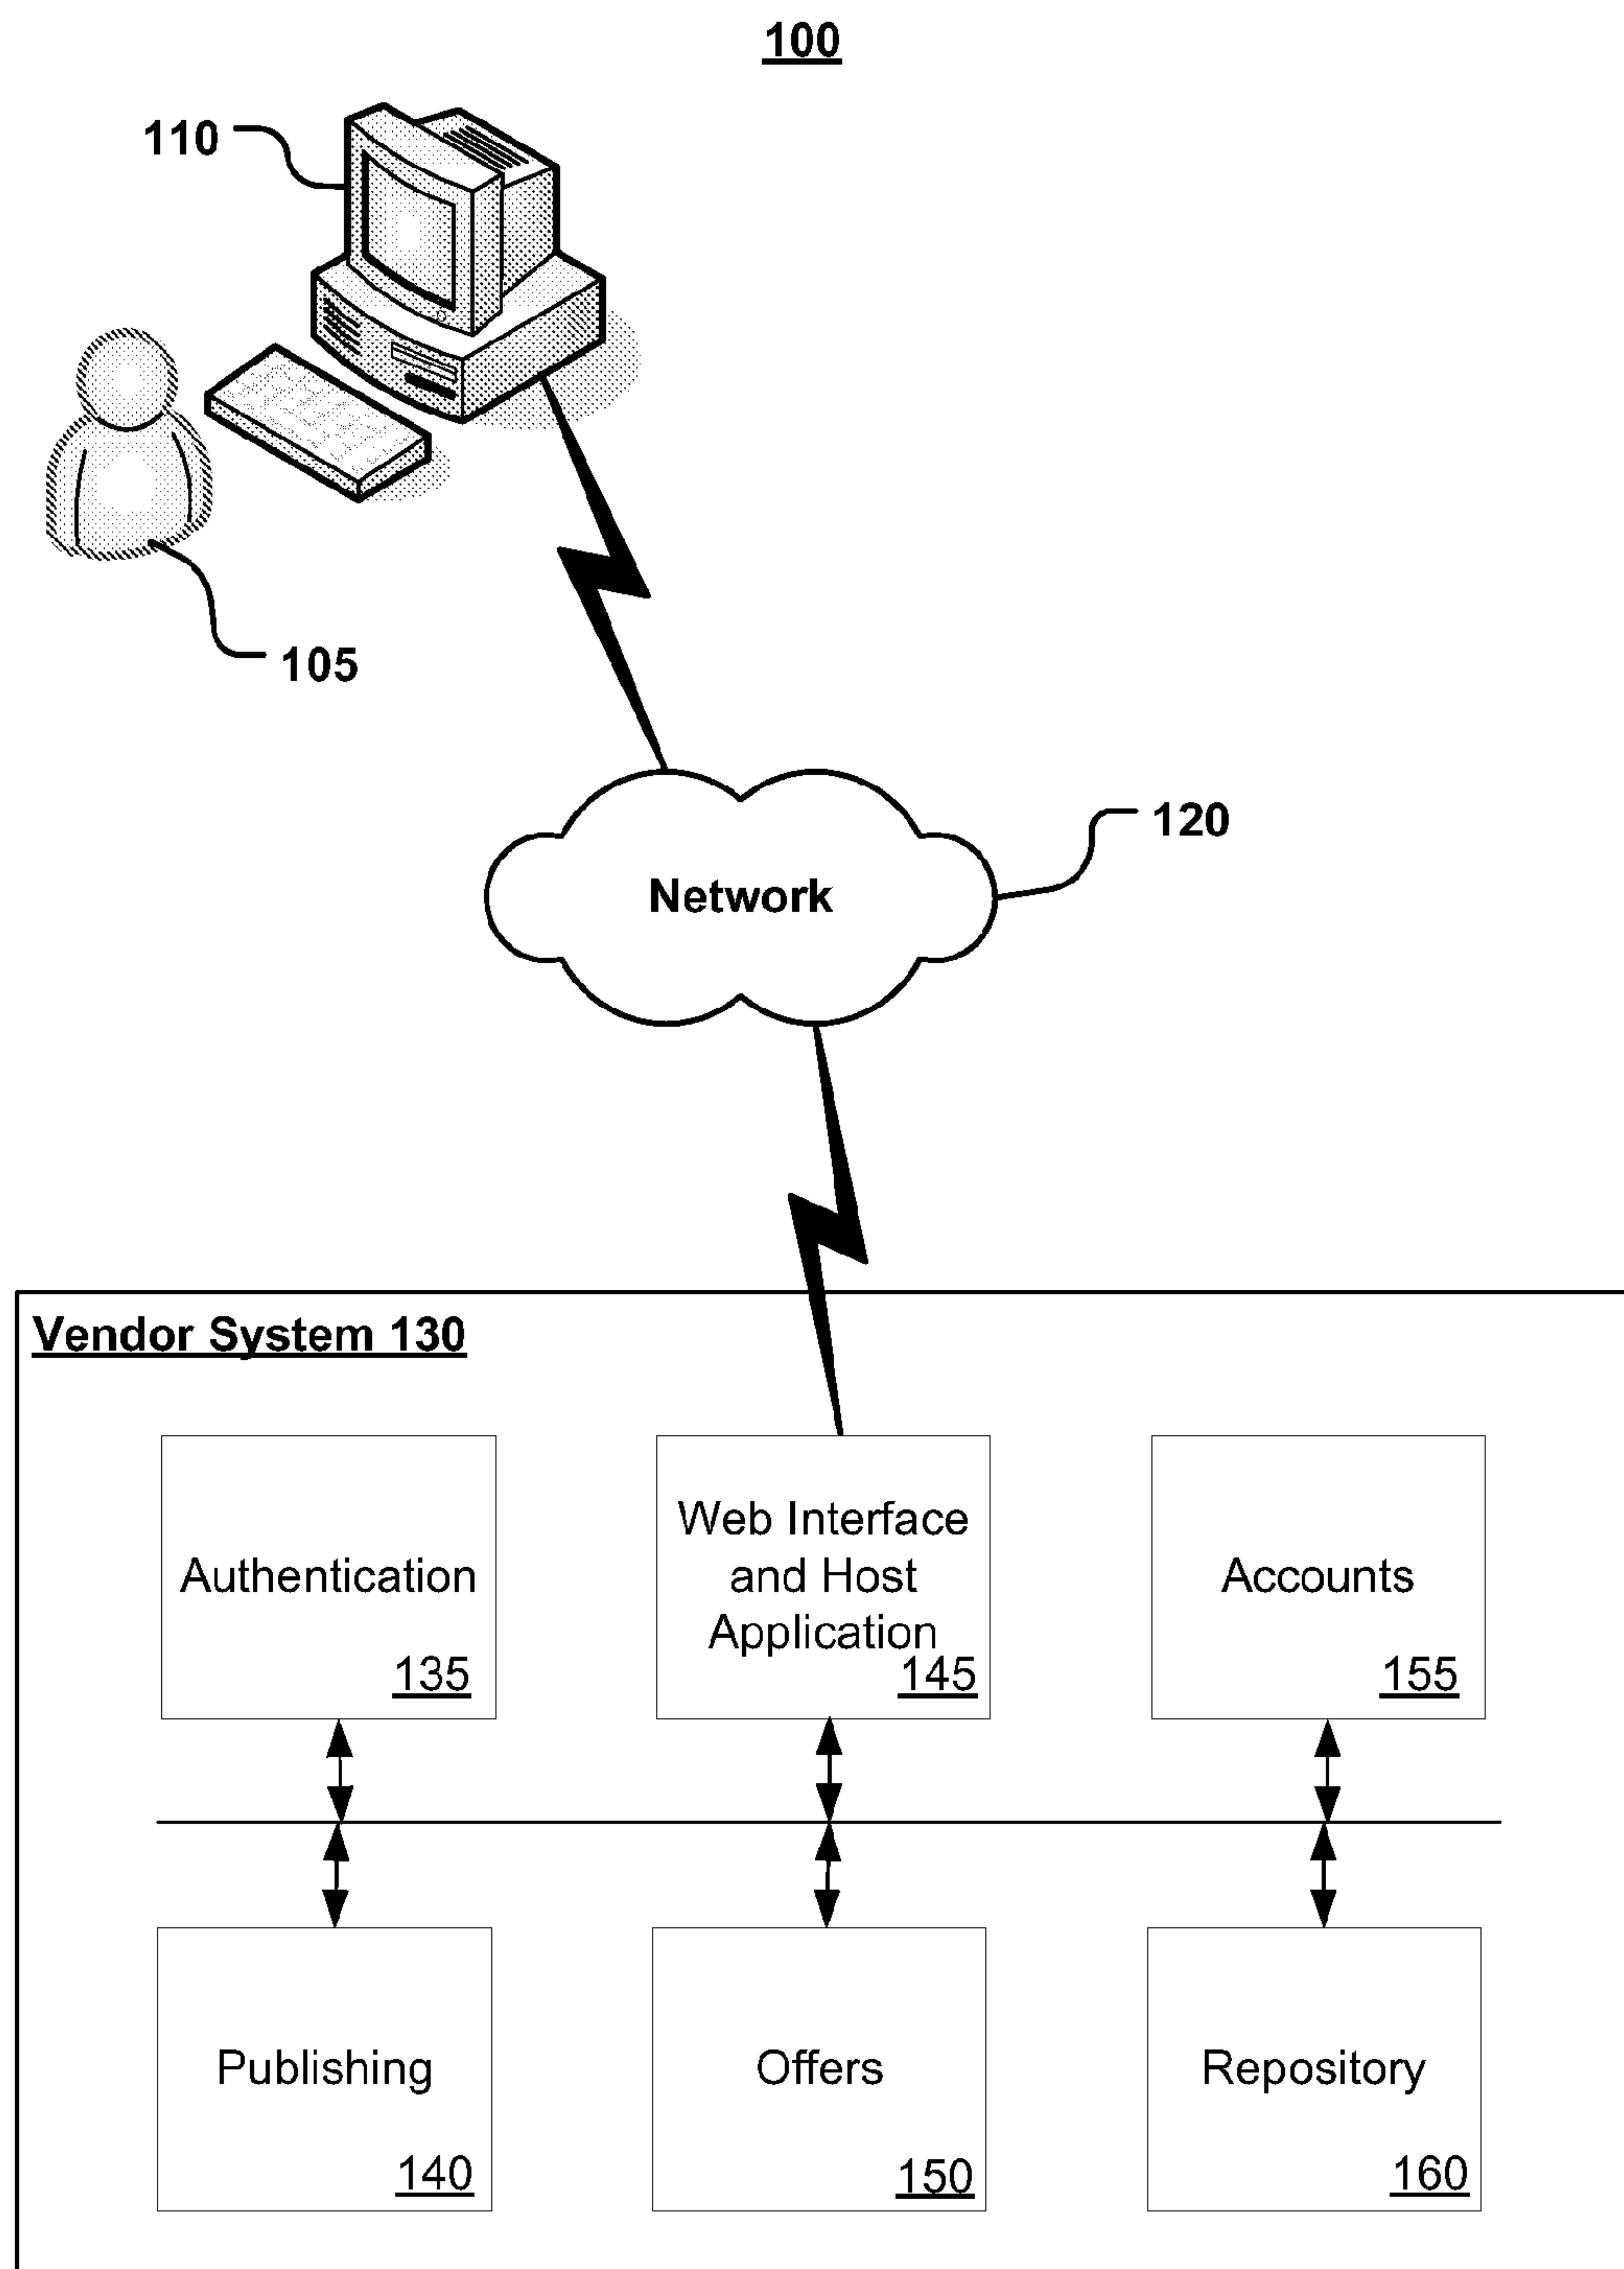 100
110
105
120
Network
Vendor System 130
Authentication
135
Web Interface
and Host
Application
145
Accounts
155
Publishing
140
Offers
150
Repository
160